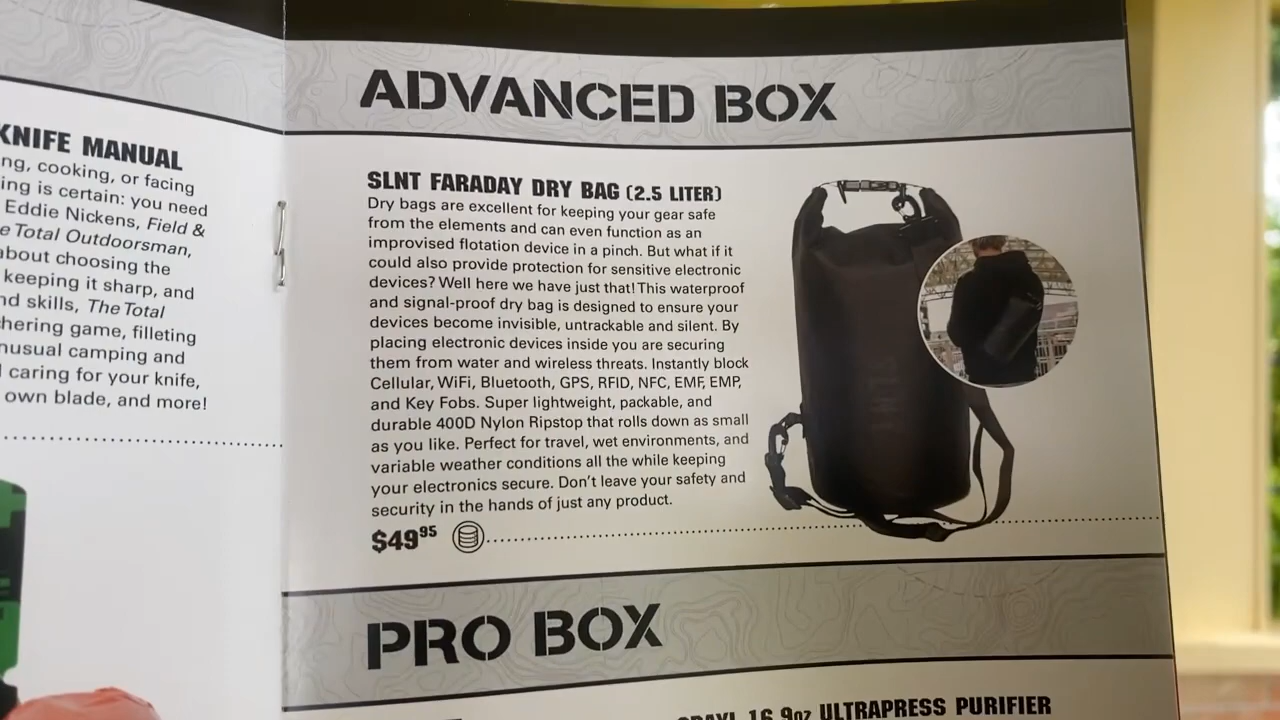 KNIFE MANUAL
ng, cooking, or facing
ing is certain: you need
Eddie Nickens, Field &
e Total Outdoorsman,
about choosing the
keeping it sharp, and
nd skills, The Total
hering game, filleting
nusual camping and
caring for your knife,
own blade, and more!
ADVANCED BOX
SLNT FARADAY DRY BAG (2.5 LITER)
Dry bags are excellent for keeping your gear safe
from the elements and can even function as an
improvised flotation device in a pinch. But what if it
could also provide protection for sensitive electronic
devices? Well here we have just that! This waterproof
and signal-proof dry bag is designed to ensure your
devices become invisible, untrackable and silent. By
placing electronic devices inside you are securing
them from water and wireless threats. Instantly block
Cellular, WiFi, Bluetooth, GPS, RFID, NFC, EMF, EMP,
and Key Fobs. Super lightweight, packable, and
durable 400D Nylon Ripstop that rolls down as small
as you like. Perfect for travel, wet environments, and
variable weather conditions all the while keeping
your electronics secure. Don't leave your safety and
security in the hands of just any product.
$4995
SLNT
PRO BOX
16.9oz ULTRAPRESS PURIFIER